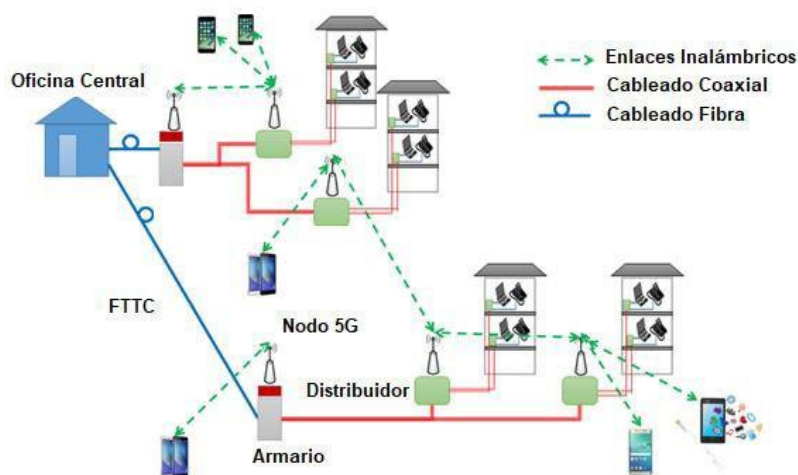 Oficina Central
Enlaces Inalámbricos
Cableado Coaxial
Cableado Fibra
FTTC
Nodo 5G
Distribuidor
Armario